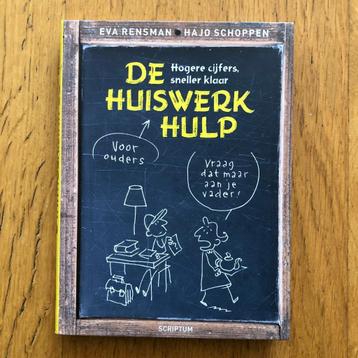 EVA RENSMAN • HAJO SCHOPPEN
DE
Hogere cijfers,
sneller klaar
HUISWERK
HULP
Voor
ouders
Vraag
dat maar
aan je
vader!
SCRIPTUM